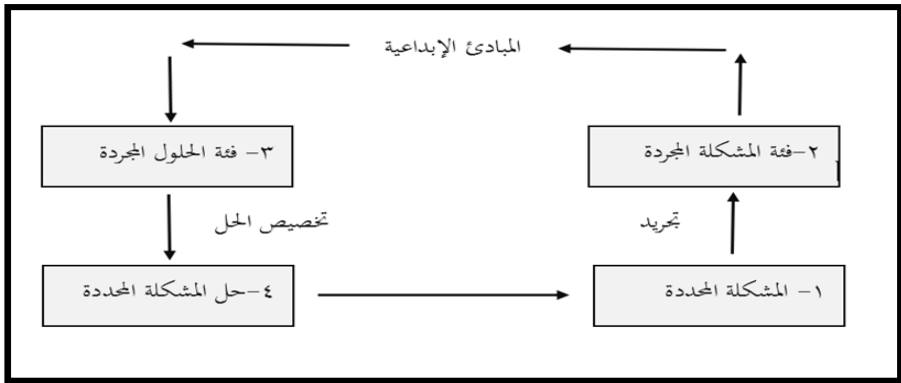 المبادئ الإبداعية
٢-فئة المشكلة المجردة
٣- فئة الحلول المجردة
تجريد
تخصيص الحل
١- المشكلة المحددة
٤-حل المشكلة المحددة